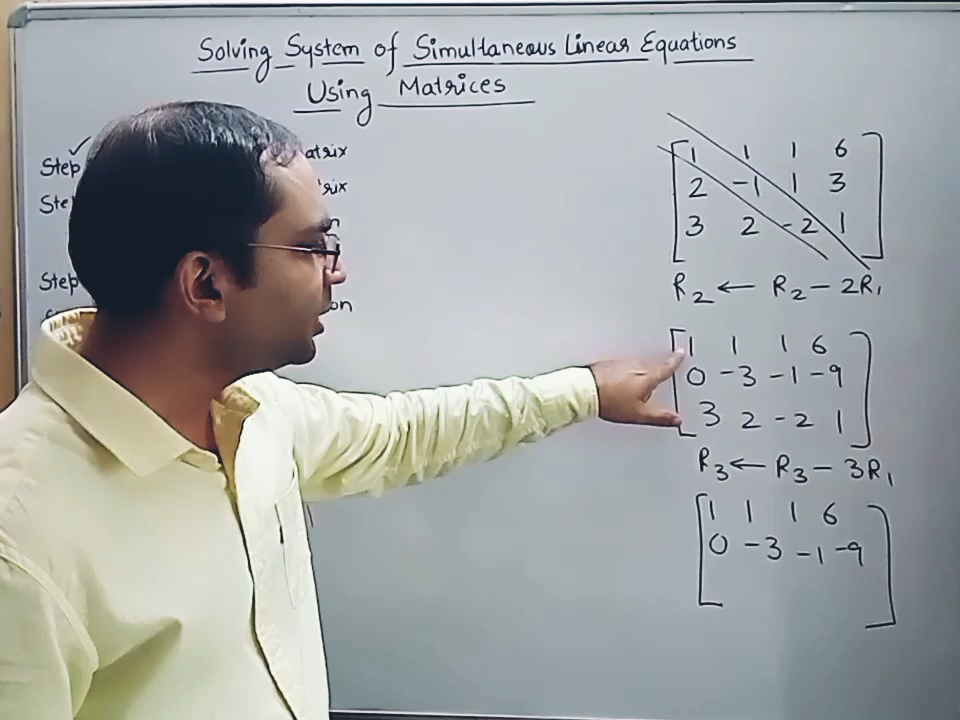 Solving System of Simultaneous Linear Equations
Using Matrices
Step
Step
1 1 1 6
2 -1 1 3
3 2 -2 1
R2 ← R2 - 2R1
1 1 1 6
0 -3 -1 -9
3 2 -2 1
R3 ← R3 - 3R1
1 1 1 6
0 -3 -1 -9